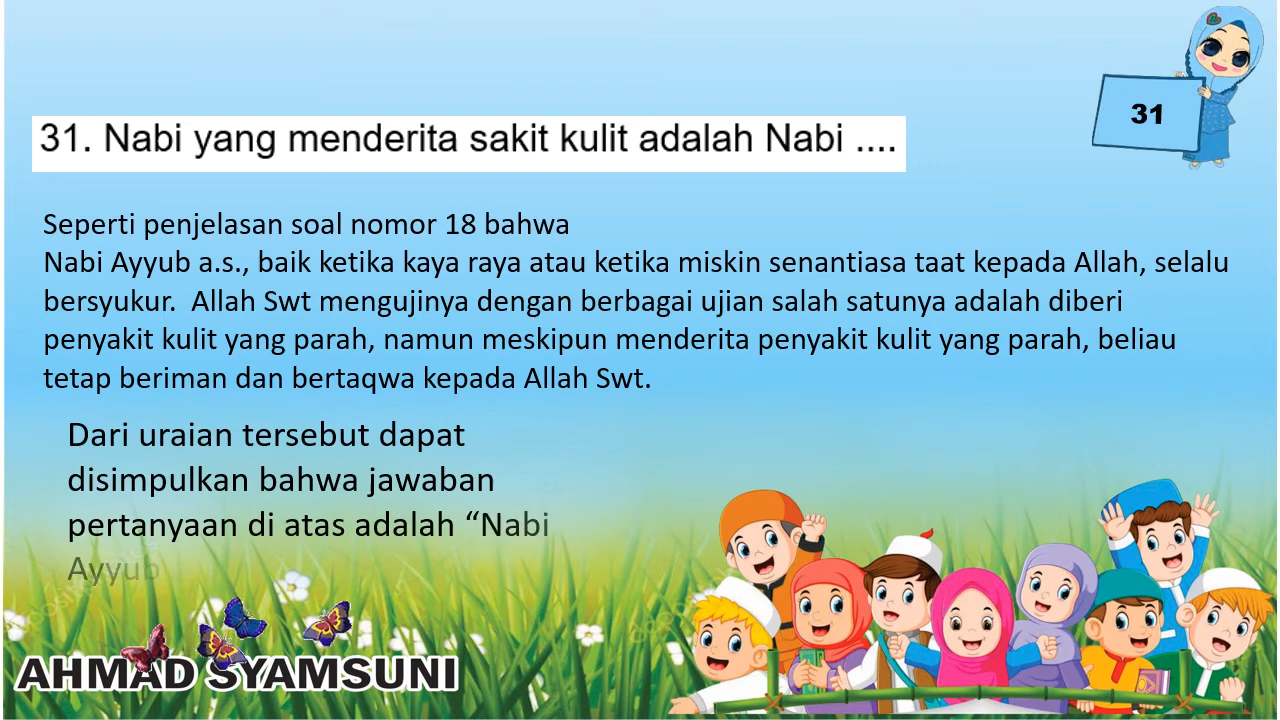 31
31. Nabi yang menderita sakit kulit adalah Nabi ....
Seperti penjelasan soal nomor 18 bahwa
Nabi Ayyub a.s., baik ketika kaya raya atau ketika miskin senantiasa taat kepada Allah, selalu
bersyukur.  Allah Swt mengujinya dengan berbagai ujian salah satunya adalah diberi
penyakit kulit yang parah, namun meskipun menderita penyakit kulit yang parah, beliau
tetap beriman dan bertaqwa kepada Allah Swt.
Dari uraian tersebut dapat
disimpulkan bahwa jawaban
pertanyaan di atas adalah “Nabi
Ayyub
AHMAD SYAMSUNI